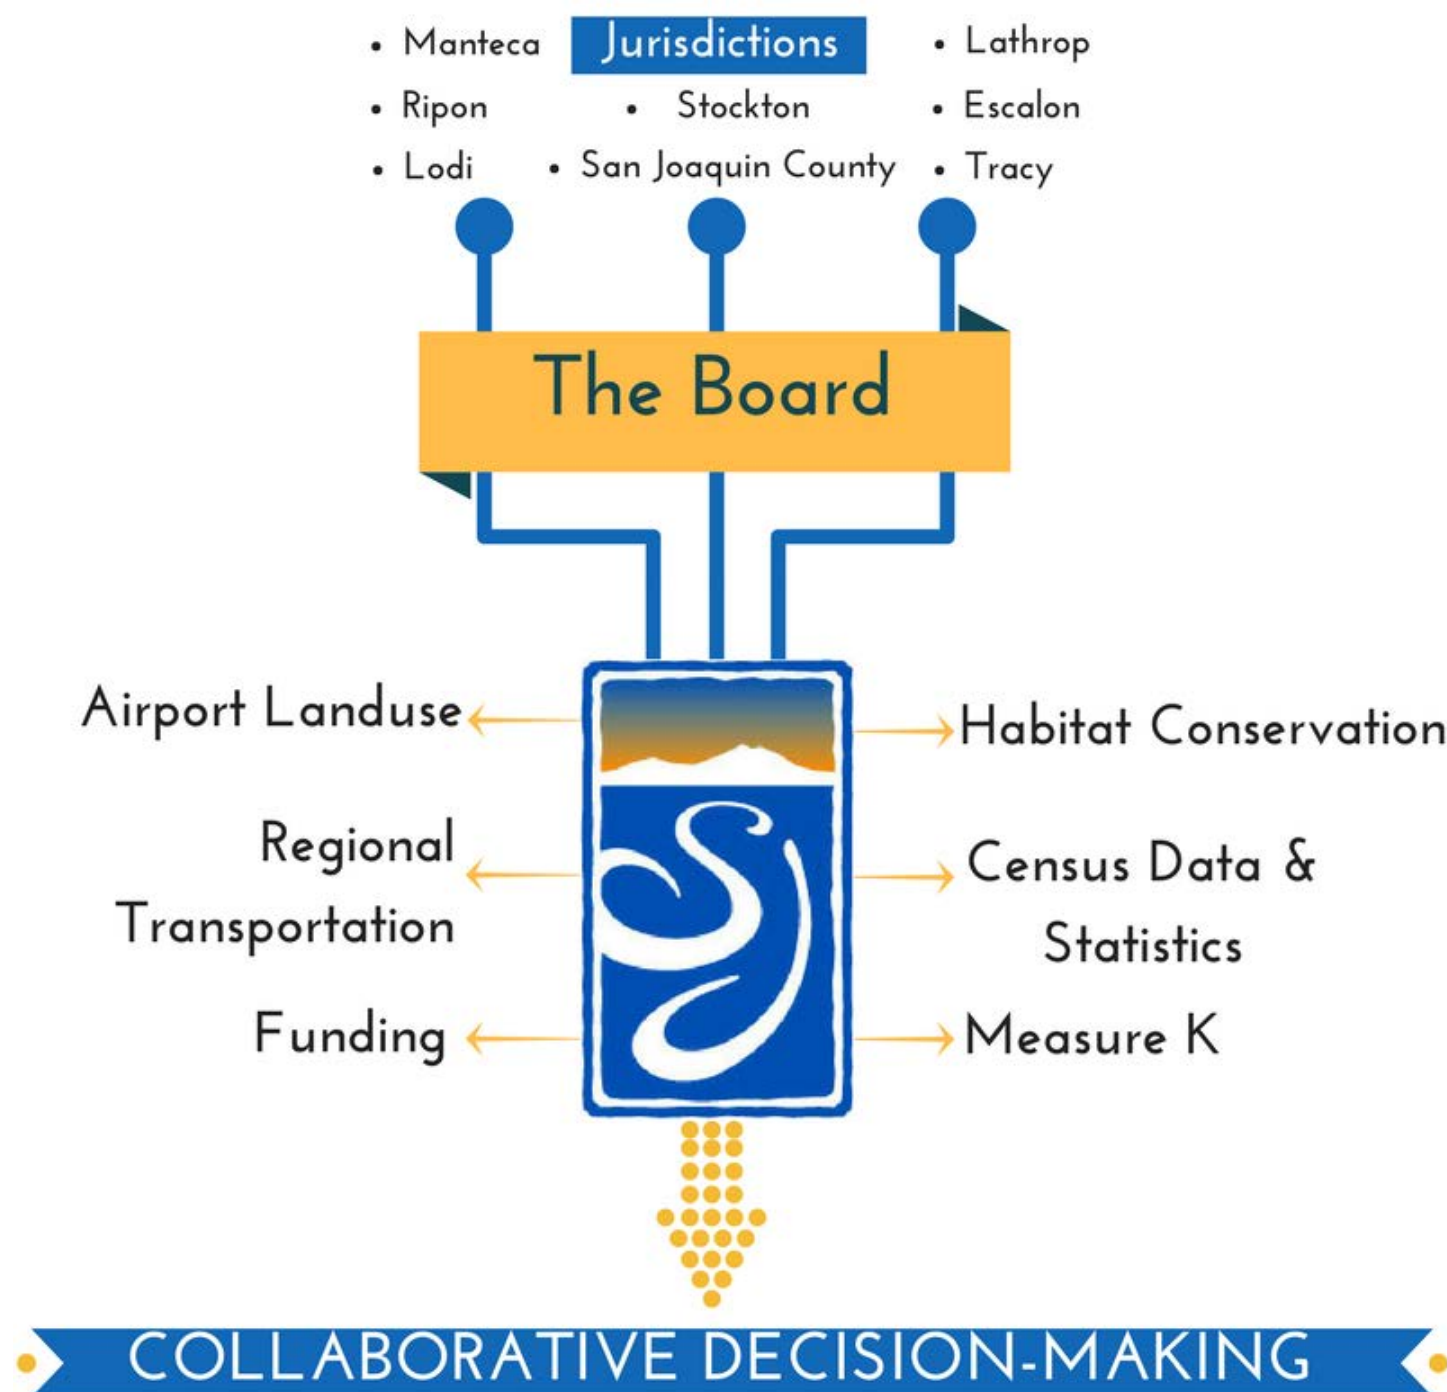 Jurisdictions
• Manteca
• Ripon
• Lodi
• Stockton
• San Joaquin County
• Lathrop
• Escalon
• Tracy
The Board
Airport Landuse
Regional
Transportation
Funding
SJ
Habitat Conservation
Census Data &
Statistics
Measure K
COLLABORATIVE DECISION-MAKING